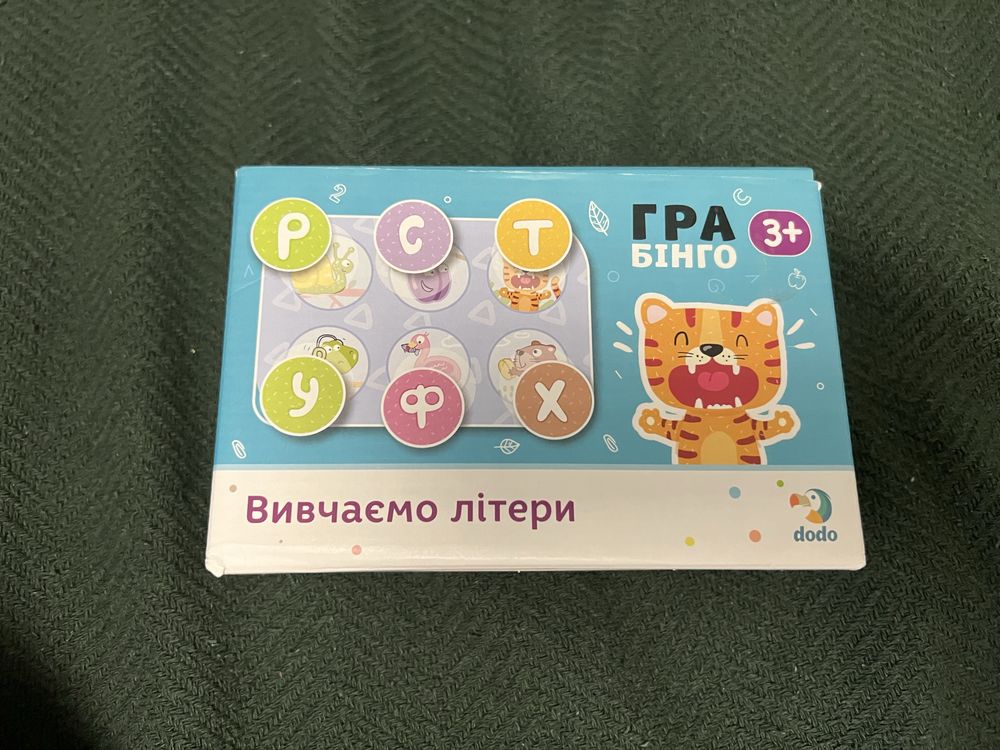 Р С Т
У Ф Х
ГРА
БІНГО
3+
Вивчаємо літери
dodo